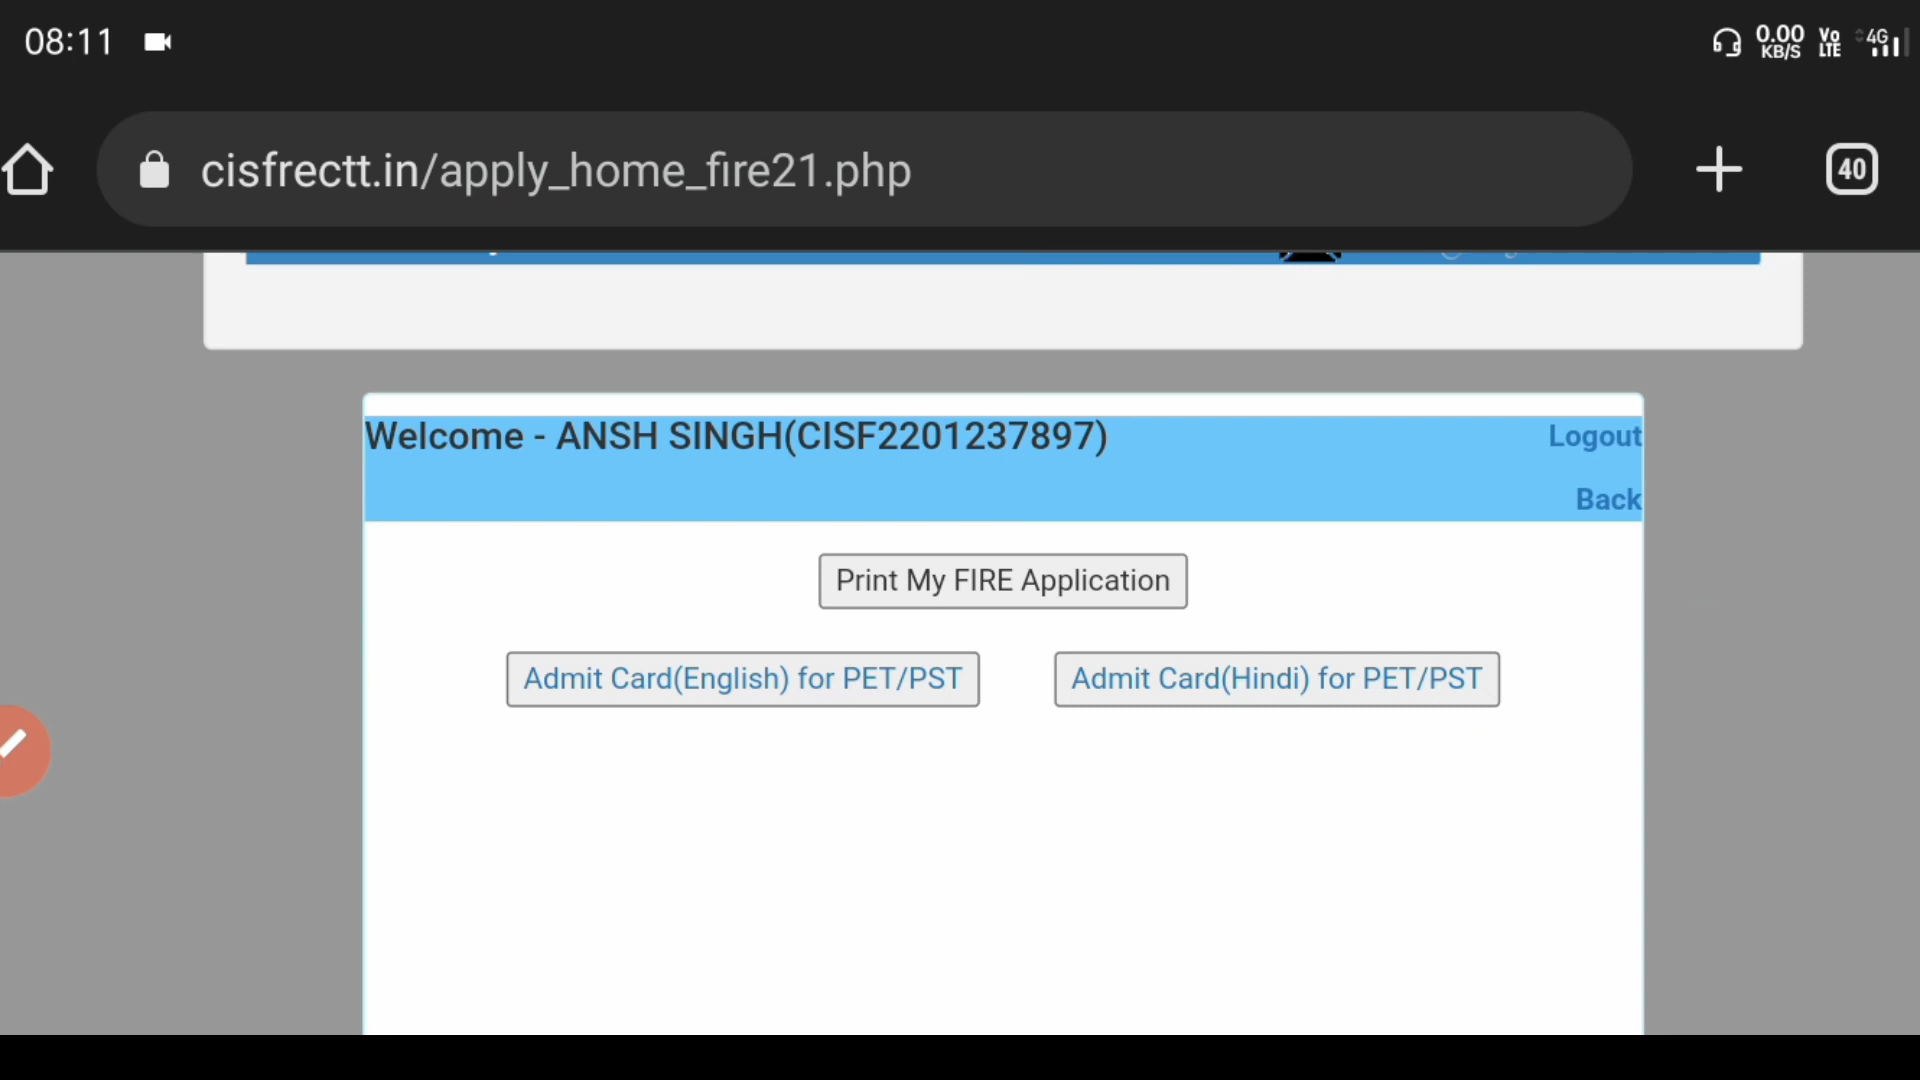 08:11 0.00 KB/S Vo LTE 4G
cisfrectt.in/apply_home_fire21.php 40
Welcome - ANSH SINGH(CISF2201237897) Logout
Back
Print My FIRE Application
Admit Card(English) for PET/PST Admit Card(Hindi) for PET/PST